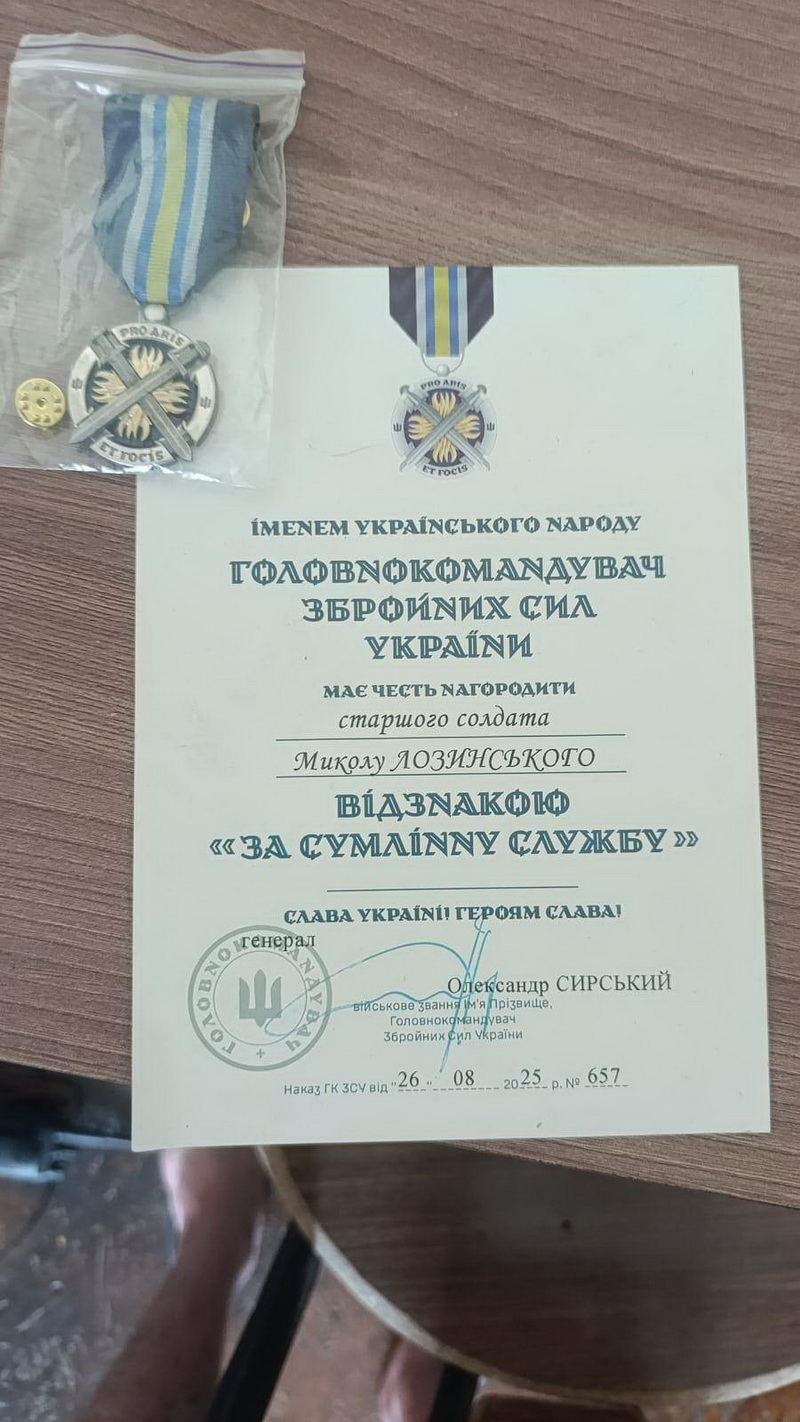 PRO ARIS
ET FOCIS
PRO ARIS
ET FOCIS
ІМЕНЕМ УКРАЇНСЬКОГО НАРОДУ
ГОЛОВНОКОМАНДУВАЧ
ЗБРОЙНИХ СИЛ
УКРАЇНИ
МАЄ ЧЕСТЬ НАГОРОДИТИ
старшого солдата
Миколу ЛОЗИНСЬКОГО
ВІДЗНАКОЮ
«ЗА СУМЛІННУ СЛУЖБУ»
СЛАВА УКРАЇНІ! ГЕРОЯМ СЛАВА!
генерал
ГОЛОВНОКОМАНДУВАЧ
Олександр СИРСЬКИЙ
військове звання Ім'я Прізвище,
Головнокомандувач
Збройних Сил України
Наказ ГК ЗСУ від "26" 08 2025 р. № 657